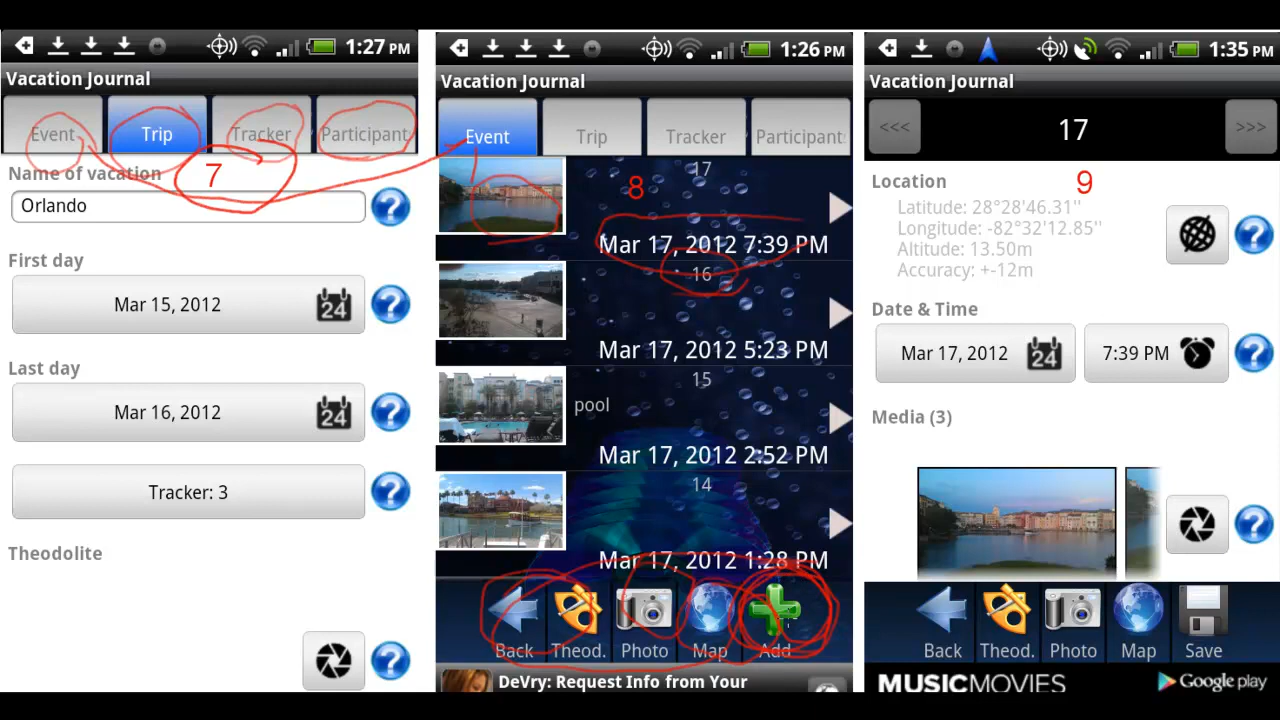 1:27 PM
Vacation Journal
Event
Trip
Tracker
Participant
7
Name of vacation
Orlando
First day
Mar 15, 2012
24
Last day
Mar 16, 2012
24
Tracker: 3
Theodolite
1:26 PM
Vacation Journal
Event
Trip
Tracker
Participant
17
8
Mar 17, 2012 7:39 PM
16
Mar 17, 2012 5:23 PM
15
pool
Mar 17, 2012 2:52 PM
14
Mar 17, 2012 1:28 PM
Back
Theod.
Photo
Map
Add
DeVry: Request Info from Your
1:35 PM
Vacation Journal
<<<
17
>>>
Location
9
Latitude: 28°28'46.31''
Longitude: -82°32'12.85''
Altitude: 13.50m
Accuracy: +-12m
Date & Time
Mar 17, 2012
24
7:39 PM
Media (3)
Back
Theod.
Photo
Map
Save
MUSIC MOVIES
Google play